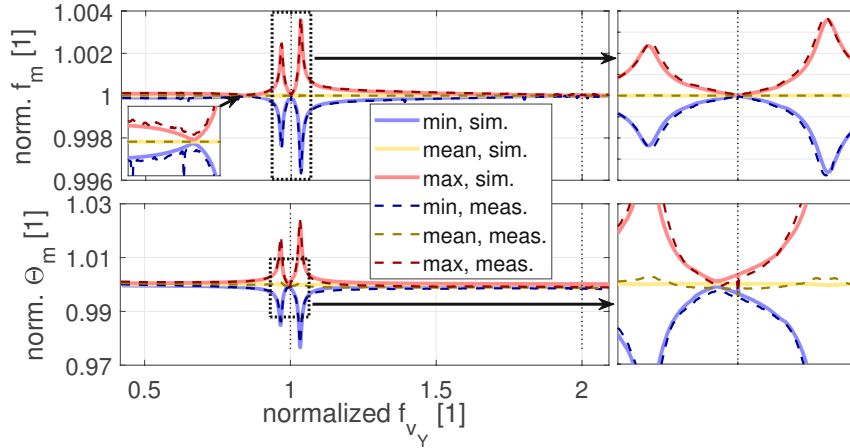 norm. f_m [1]
1.004
1.002
1
0.998
0.996
min, sim.
mean, sim.
max, sim.
min, meas.
mean, meas.
max, meas.
norm. Θ_m [1]
1.03
1.01
0.99
0.97
0.5
1
1.5
2
normalized f_v_Y [1]